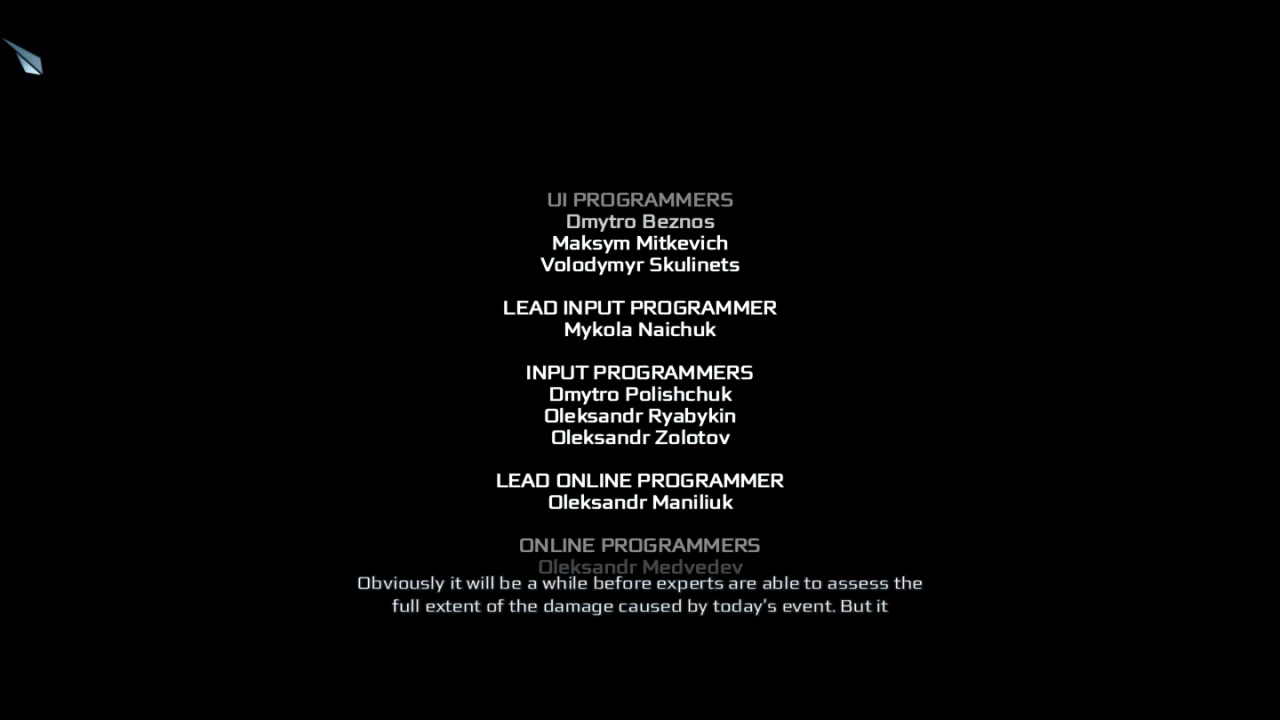 UI PROGRAMMERS
Dmytro Beznos
Maksym Mitkevich
Volodymyr Skulinets
LEAD INPUT PROGRAMMER
Mykola Naichuk
INPUT PROGRAMMERS
Dmytro Polishchuk
Oleksandr Ryabykin
Oleksandr Zolotov
LEAD ONLINE PROGRAMMER
Oleksandr Maniliuk
ONLINE PROGRAMMERS
Oleksandr Medvedev
Obviously it will be a while before experts are able to assess the
full extent of the damage caused by today's event. But it